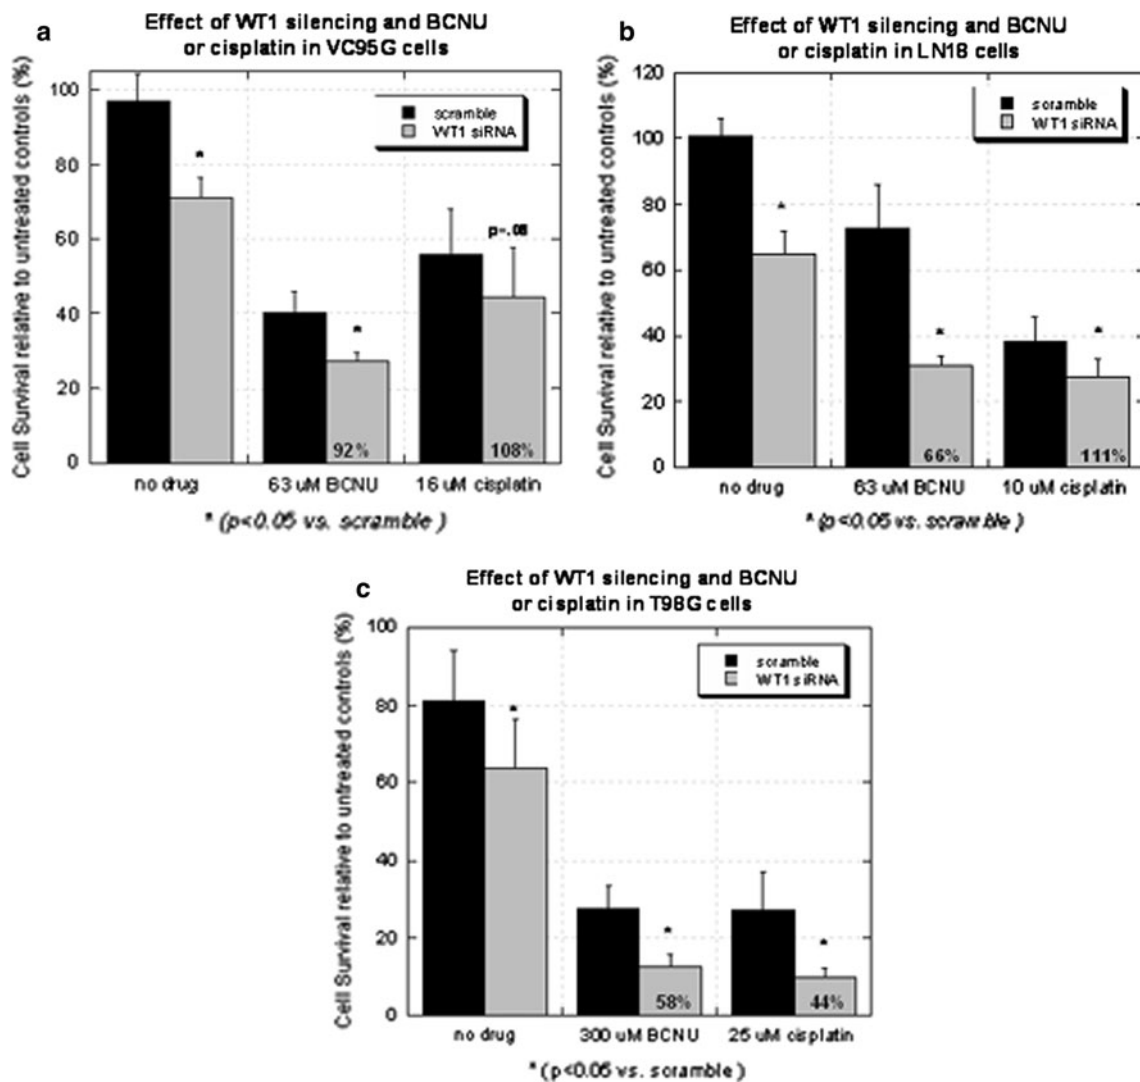 a
Effect of WT1 silencing and BCNU
or cisplatin in VC95G cells
Cell Survival relative to untreated controls (%)
100
80
60
40
20
0
scramble
WT1 siRNA
*
*
92%
108%
no drug
63 uM BCNU
16 uM cisplatin
* (p<0.05 vs. scramble )
b
Effect of WT1 silencing and BCNU
or cisplatin in LN18 cells
Cell Survival relative to untreated controls (%)
120
100
80
60
40
20
0
scramble
WT1 siRNA
*
*
*
66%
111%
no drug
63 uM BCNU
10 uM cisplatin
* (p<0.05 vs. scramble )
c
Effect of WT1 silencing and BCNU
or cisplatin in T98G cells
Cell Survival relative to untreated controls (%)
100
80
60
40
20
0
scramble
WT1 siRNA
*
*
*
58%
44%
no drug
300 uM BCNU
25 uM cisplatin
* (p<0.05 vs. scramble )